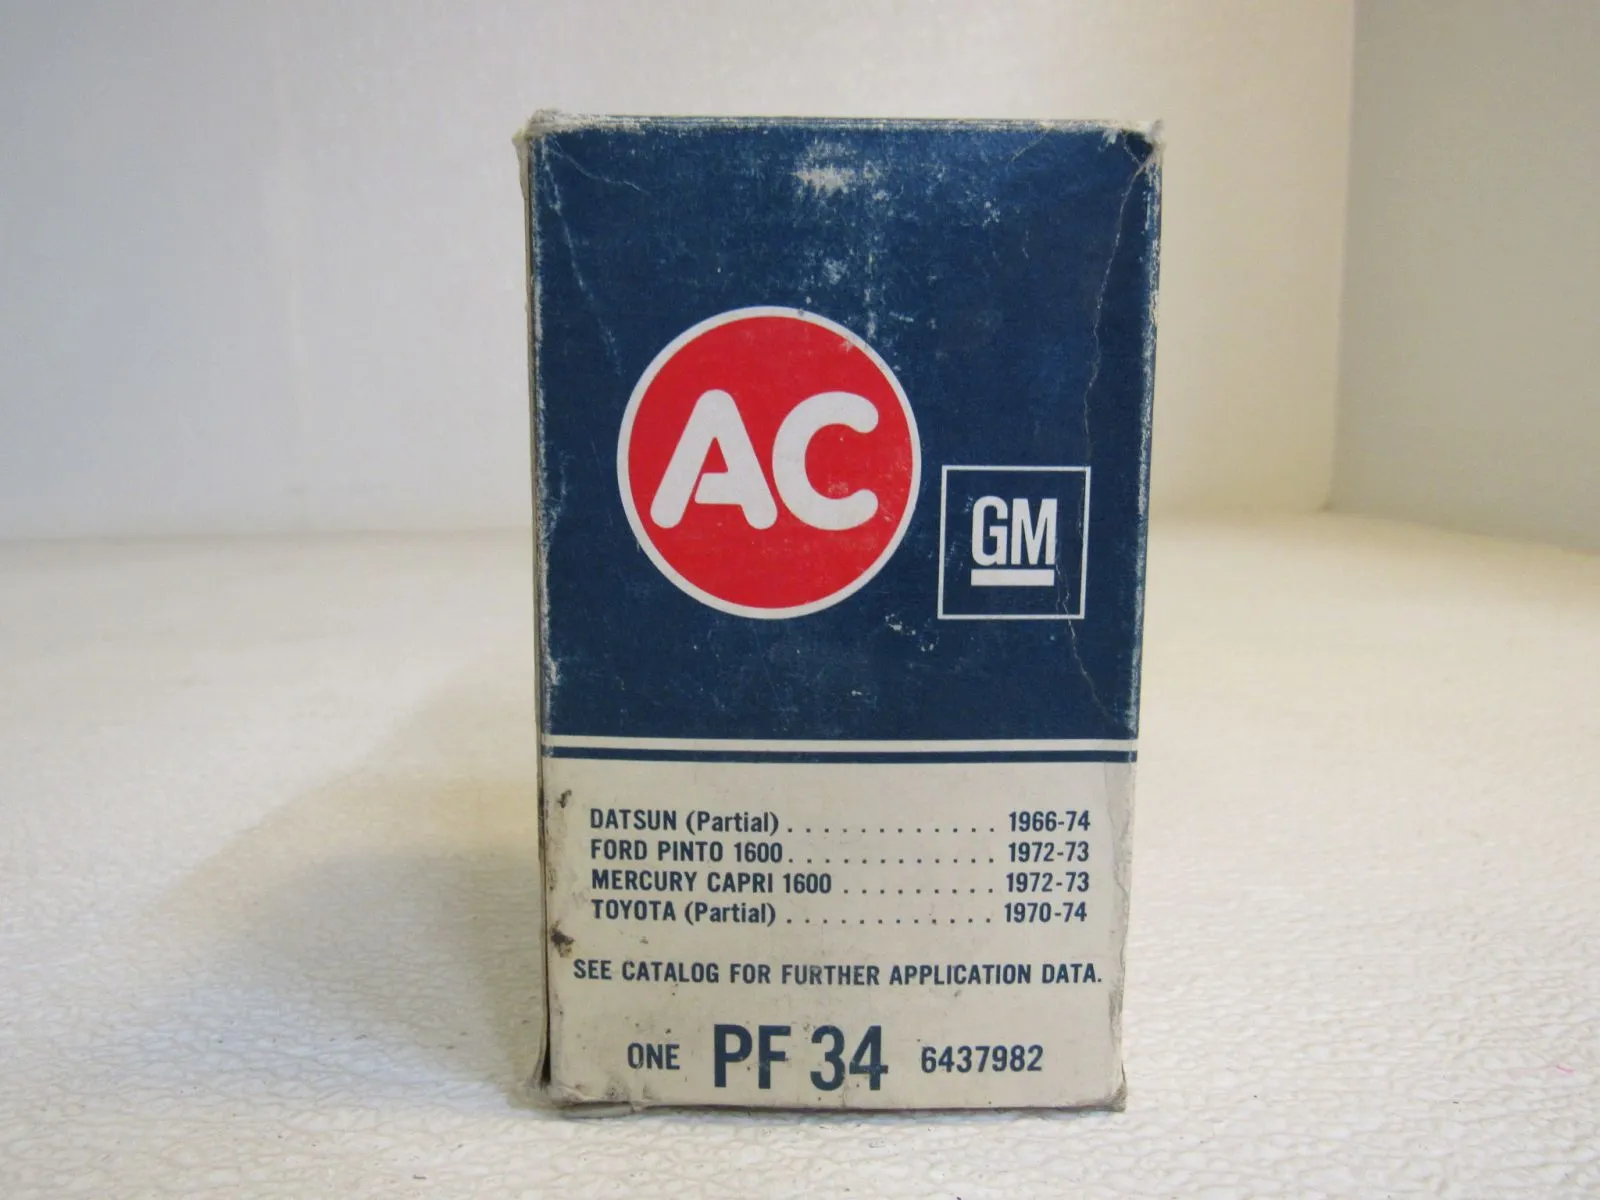 AC
GM
DATSUN (Partial) . . . . . . . . . . . . 1966-74
FORD PINTO 1600. . . . . . . . . . . . 1972-73
MERCURY CAPRI 1600 . . . . . . . . . 1972-73
TOYOTA (Partial) . . . . . . . . . . . . 1970-74
SEE CATALOG FOR FURTHER APPLICATION DATA.
ONE PF 34 6437982